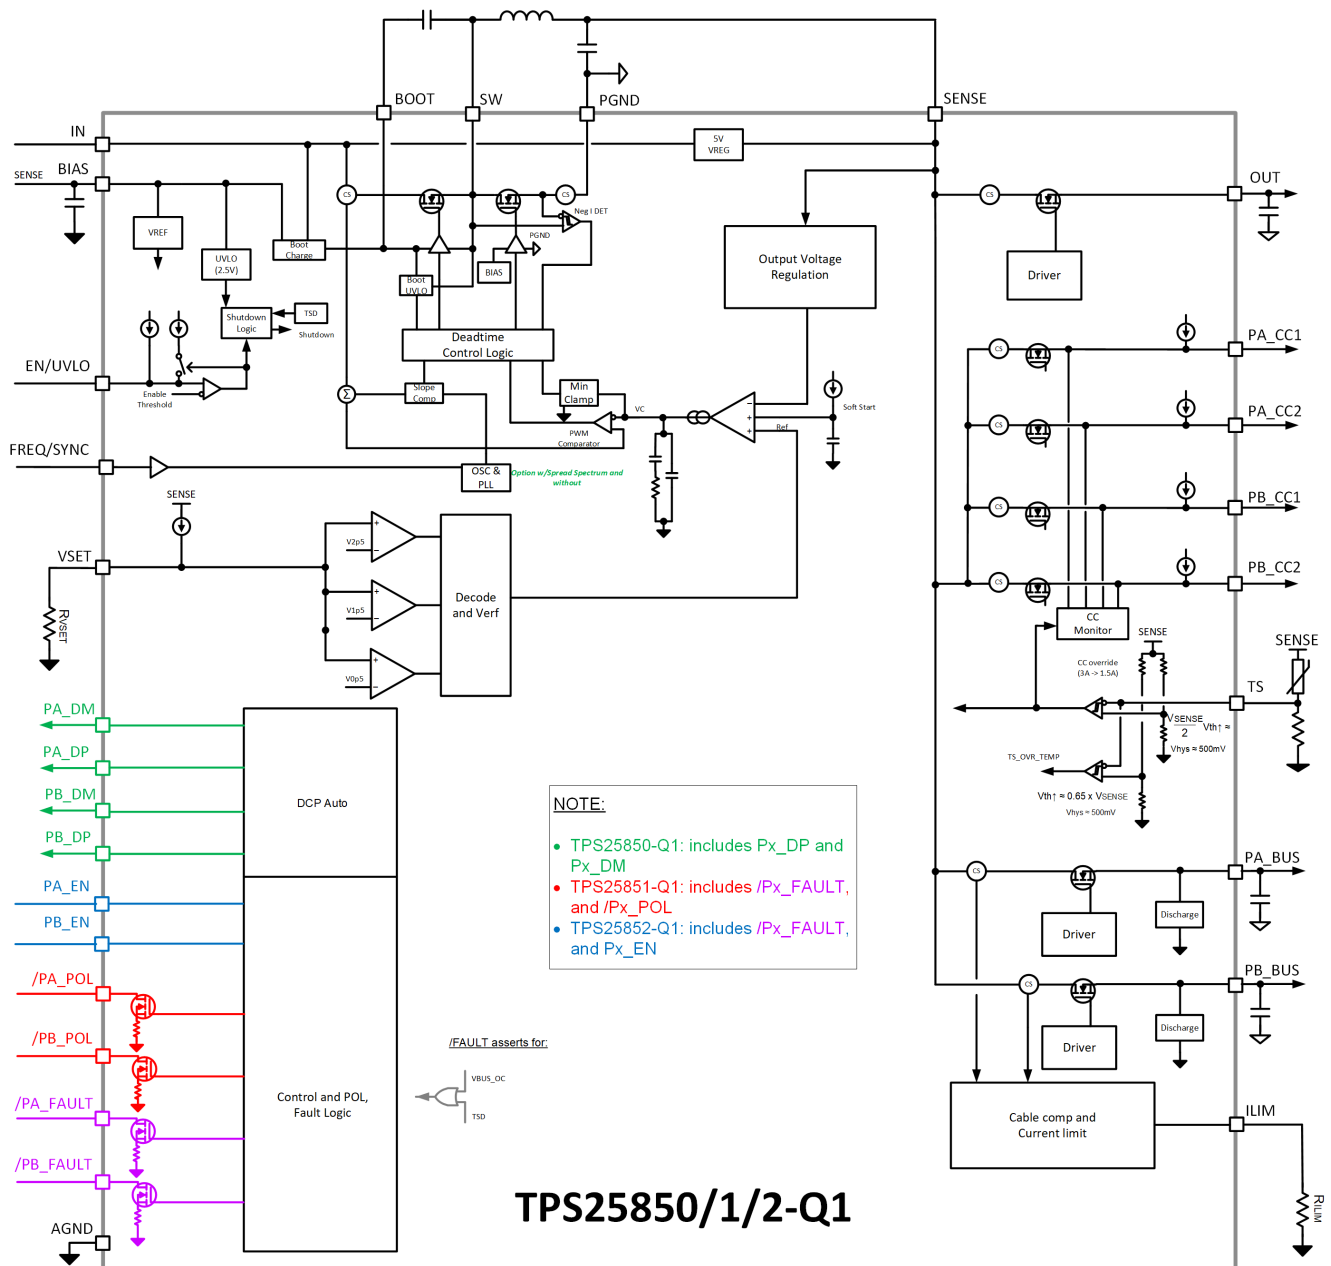 BOOT
SW
PGND
SENSE
IN
5V
VREG
BIAS
SENSE
CS
CS
CS
OUT
Neg I DET
VREF
PGND
UVLO
(2.5V)
Boot
Charge
BIAS
Output Voltage
Regulation
Driver
Boot
UVLO
Shutdown
Logic
TSD
Shutdown
Deadtime
Control Logic
CS
PA_CC1
EN/UVLO
Enable
Threshold
Σ
Slope
Comp
Min
Clamp
VC
−
+
+
Soft Start
Ref
CS
PA_CC2
PWM
Comparator
FREQ/SYNC
OSC &
PLL
Option w/Spread Spectrum and
without
SENSE
CS
PB_CC1
+
V2p5
−
VSET
CS
PB_CC2
+
V1p5
−
Decode
and Verf
RVSET
CC
Monitor
SENSE
SENSE
+
V0p5
−
CC override
(3A -> 1.5A)
TS
PA_DM
VSENSE
2
Vth↑ ≈
Vhys ≈ 500mV
TS_OVR_TEMP
PA_DP
Vth↑ ≈ 0.65 x VSENSE
Vhys ≈ 500mV
PB_DM
DCP Auto
PB_DP
NOTE:
• TPS25850-Q1: includes Px_DP and
Px_DM
• TPS25851-Q1: includes /Px_FAULT,
and /Px_POL
• TPS25852-Q1: includes /Px_FAULT,
and Px_EN
PA_EN
PB_EN
CS
PA_BUS
Driver
Discharge
/PA_POL
CS
PB_BUS
Driver
Discharge
/PB_POL
/FAULT asserts for:
VBUS_OC
TSD
Control and POL,
Fault Logic
/PA_FAULT
Cable comp and
Current limit
ILIM
/PB_FAULT
RILIM
AGND
TPS25850/1/2-Q1